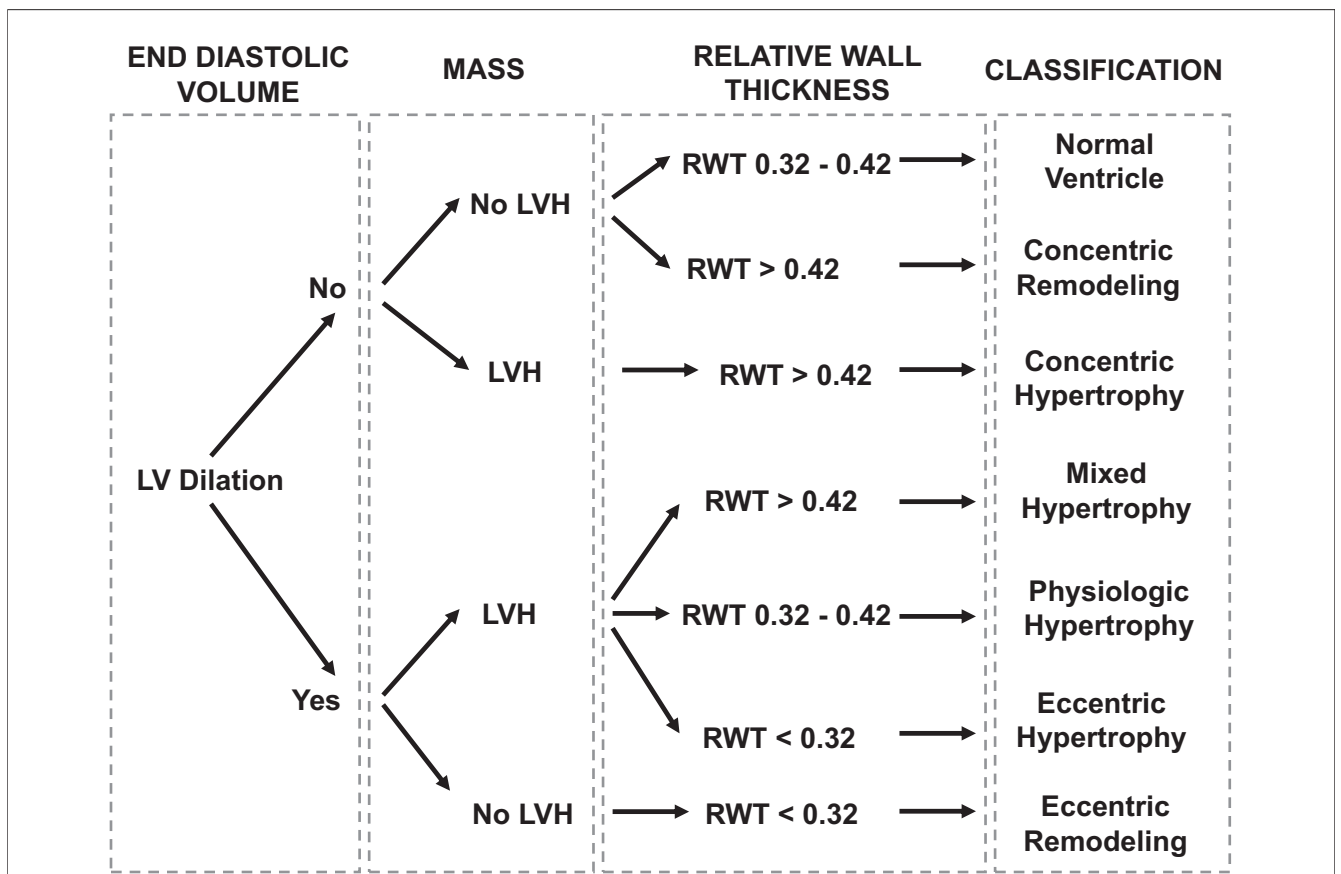 END DIASTOLIC
VOLUME
MASS
RELATIVE WALL
THICKNESS
CLASSIFICATION
LV Dilation
No
Yes
No LVH
LVH
LVH
No LVH
RWT 0.32 - 0.42
RWT > 0.42
RWT > 0.42
RWT > 0.42
RWT 0.32 - 0.42
RWT < 0.32
RWT < 0.32
Normal
Ventricle
Concentric
Remodeling
Concentric
Hypertrophy
Mixed
Hypertrophy
Physiologic
Hypertrophy
Eccentric
Hypertrophy
Eccentric
Remodeling